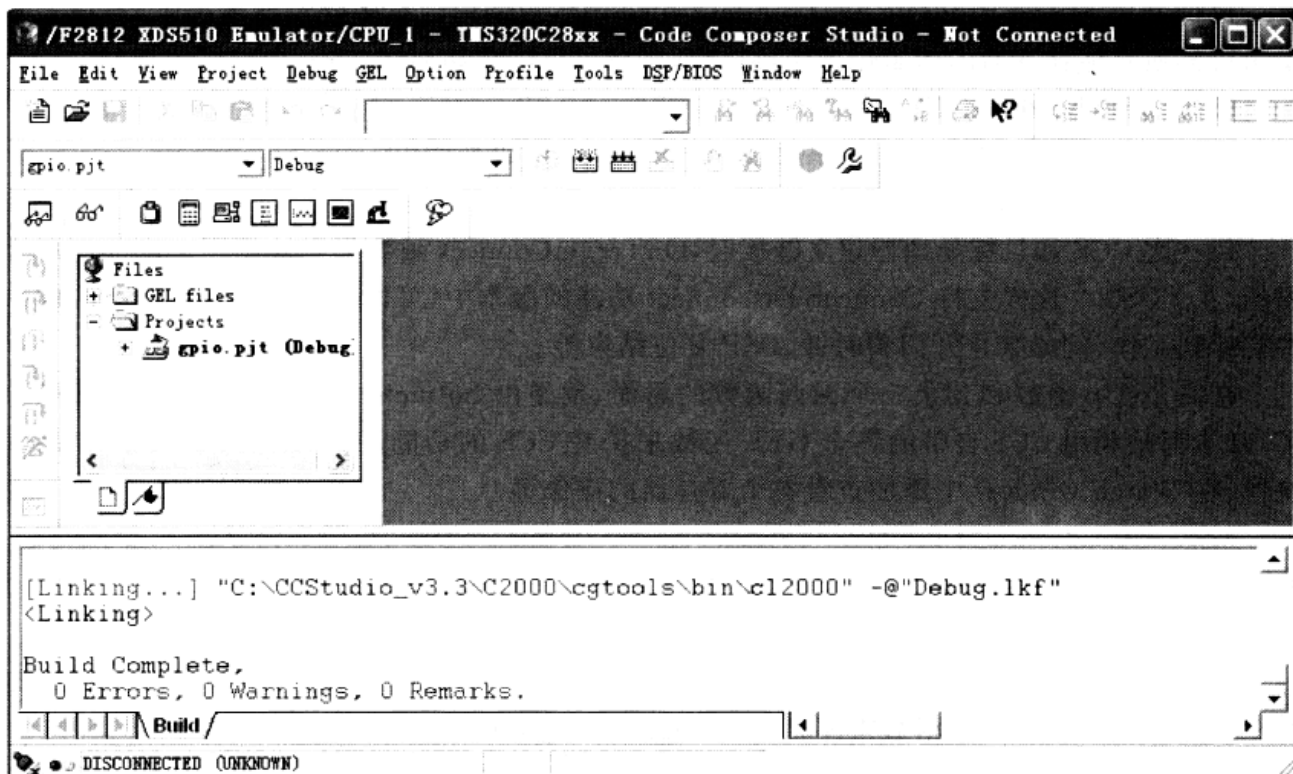 /F2812 XDS510 Emulator/CPU_1 - TMS320C28xx - Code Composer Studio - Not Connected
File Edit View Project Debug GEL Option Profile Tools DSP/BIOS Window Help
gpio.pjt Debug
Files
GEL files
Projects
gpio.pjt (Debug
[Linking...] "C:\CCStudio_v3.3\C2000\cgtools\bin\cl2000" -@"Debug.lkf"
<Linking>
Build Complete,
0 Errors, 0 Warnings, 0 Remarks.
Build
DISCONNECTED (UNKNOWN)